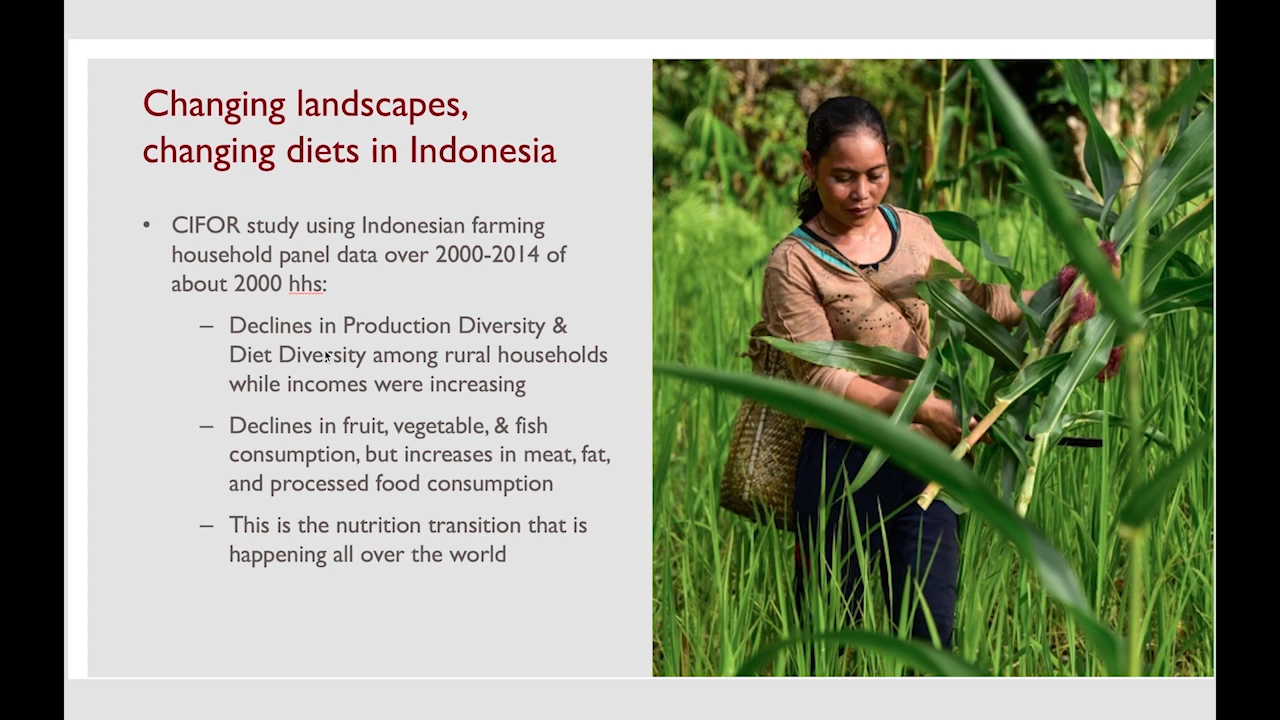 Changing landscapes,
changing diets in Indonesia
• CIFOR study using Indonesian farming
household panel data over 2000-2014 of
about 2000 hhs:
– Declines in Production Diversity &
Diet Diversity among rural households
while incomes were increasing
– Declines in fruit, vegetable, & fish
consumption, but increases in meat, fat,
and processed food consumption
– This is the nutrition transition that is
happening all over the world